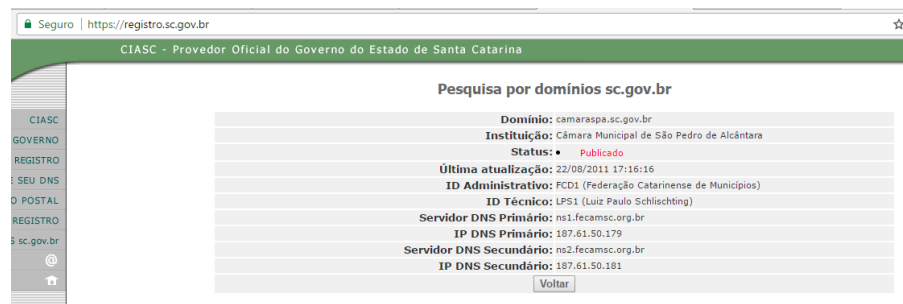 Seguro | https://registro.sc.gov.br
CIASC - Provedor Oficial do Governo do Estado de Santa Catarina
Pesquisa por domínios sc.gov.br
CIASC
GOVERNO
REGISTRO
E SEU DNS
O POSTAL
REGISTRO
S sc.gov.br
@
Domínio: camaraspa.sc.gov.br
Instituição: Câmara Municipal de São Pedro de Alcântara
Status: • Publicado
Última atualização: 22/08/2011 17:16:16
ID Administrativo: FCD1 (Federação Catarinense de Municípios)
ID Técnico: LPS1 (Luiz Paulo Schlischting)
Servidor DNS Primário: ns1.fecamsc.org.br
IP DNS Primário: 187.61.50.179
Servidor DNS Secundário: ns2.fecamsc.org.br
IP DNS Secundário: 187.61.50.181
Voltar